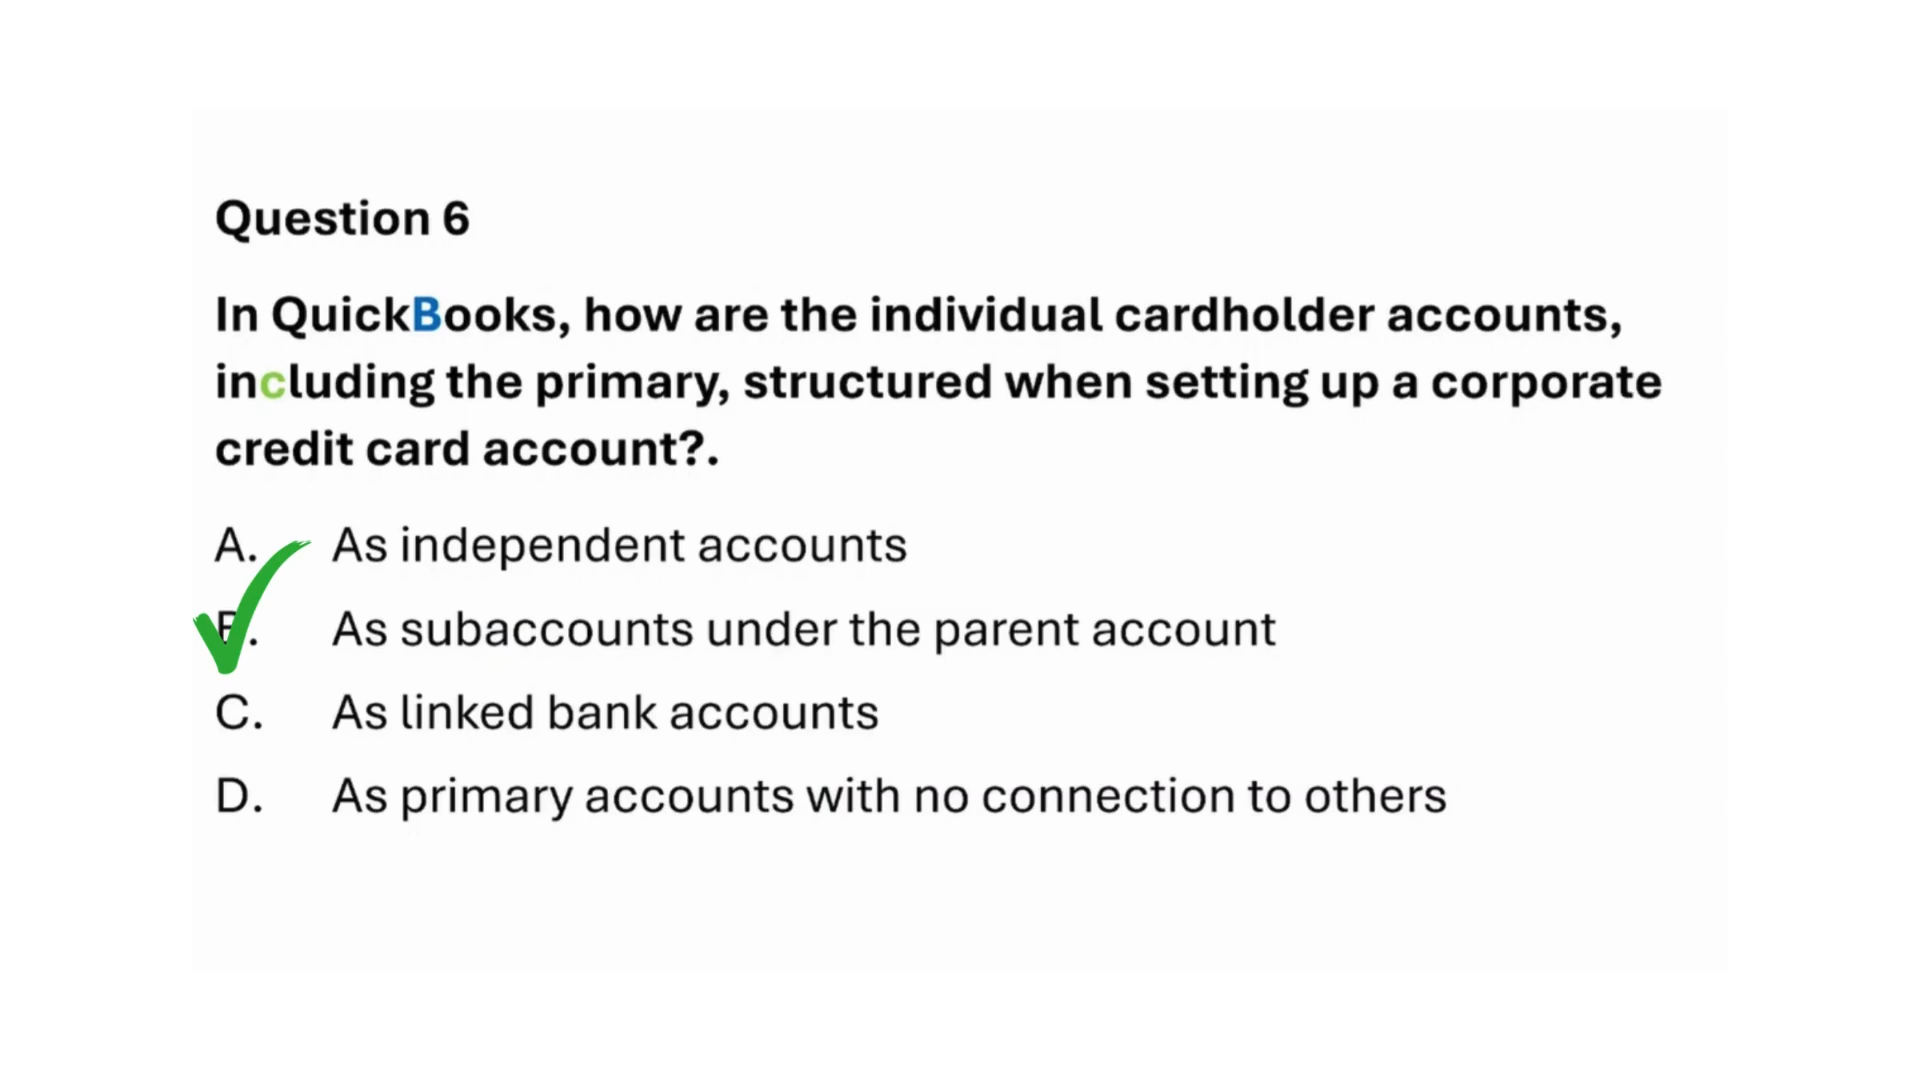 Question 6
In QuickBooks, how are the individual cardholder accounts,
including the primary, structured when setting up a corporate
credit card account?.
A. As independent accounts
B. As subaccounts under the parent account
C. As linked bank accounts
D. As primary accounts with no connection to others